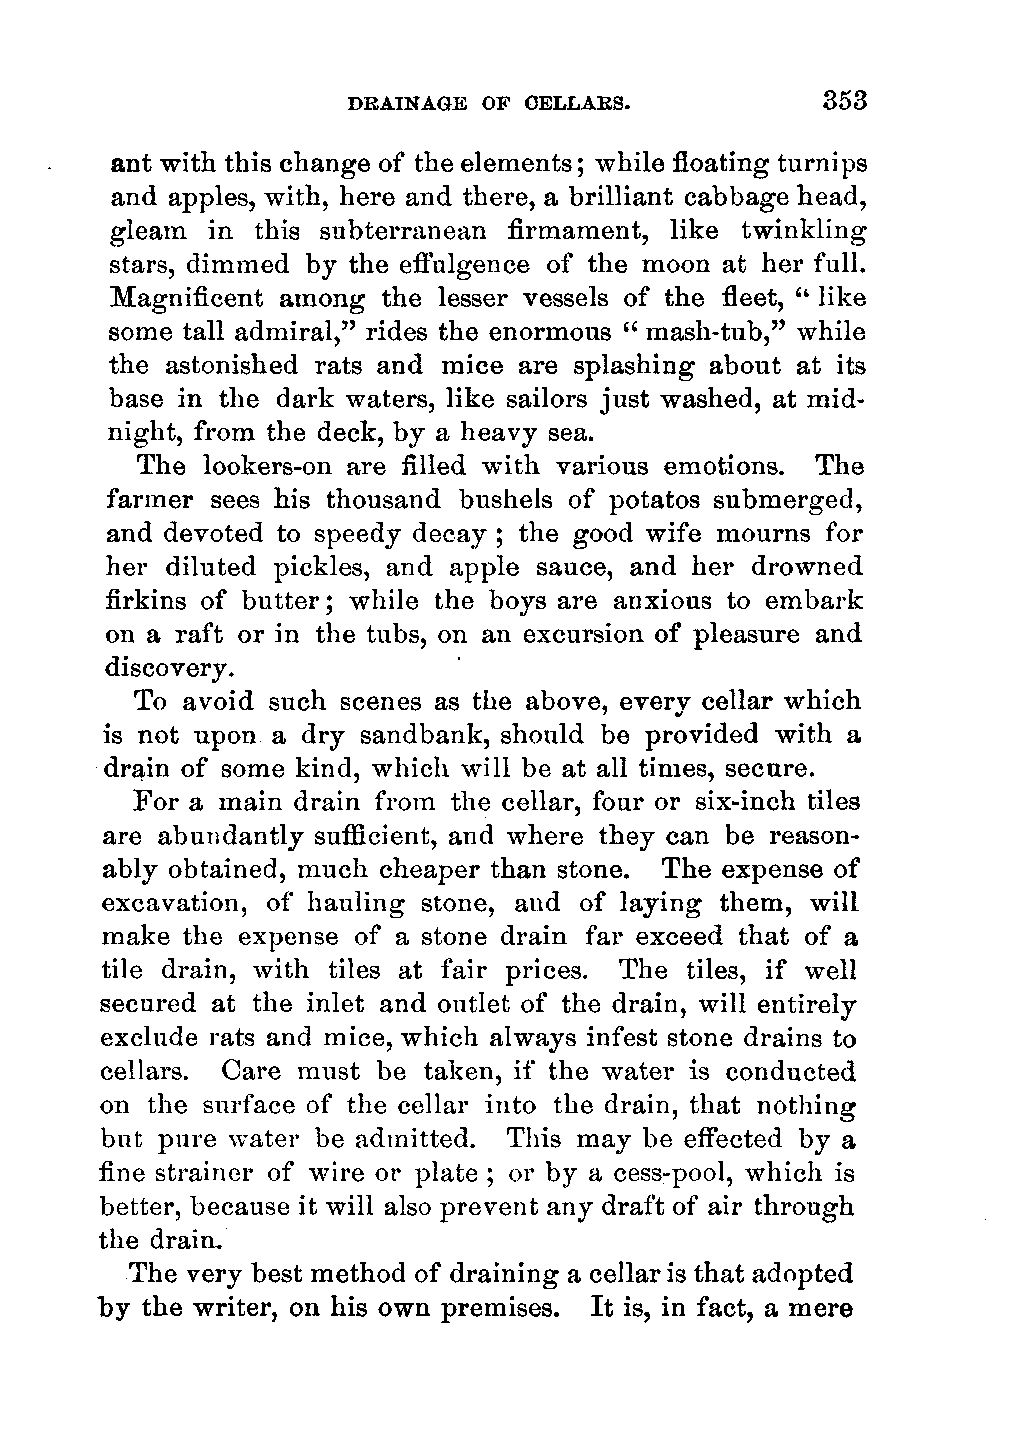 DRAINAGE OF CELLARS. 353
ant with this change of the elements; while floating turnips
and apples, with, here and there, a brilliant cabbage head,
gleam in this subterranean firmament, like twinkling
stars, dimmed by the effulgence of the moon at her full.
Magnificent among the lesser vessels of the fleet, “ like
some tall admiral,” rides the enormous “ mash-tub,” while
the astonished rats and mice are splashing about at its
base in the dark waters, like sailors just washed, at mid-
night, from the deck, by a heavy sea.
The lookers-on are filled with various emotions. The
farmer sees his thousand bushels of potatos submerged,
and devoted to speedy decay ; the good wife mourns for
her diluted pickles, and apple sauce, and her drowned
firkins of butter; while the boys are anxious to embark
on a raft or in the tubs, on an excursion of pleasure and
discovery.
To avoid such scenes as the above, every cellar which
is not upon a dry sandbank, should be provided with a
drain of some kind, which will be at all times, secure.
For a main drain from the cellar, four or six-inch tiles
are abundantly sufficient, and where they can be reason-
ably obtained, much cheaper than stone. The expense of
excavation, of hauling stone, and of laying them, will
make the expense of a stone drain far exceed that of a
tile drain, with tiles at fair prices. The tiles, if well
secured at the inlet and outlet of the drain, will entirely
exclude rats and mice, which always infest stone drains to
cellars. Care must be taken, if the water is conducted
on the surface of the cellar into the drain, that nothing
but pure water be admitted. This may be effected by a
fine strainer of wire or plate ; or by a cess-pool, which is
better, because it will also prevent any draft of air through
the drain.
The very best method of draining a cellar is that adopted
by the writer, on his own premises. It is, in fact, a mere